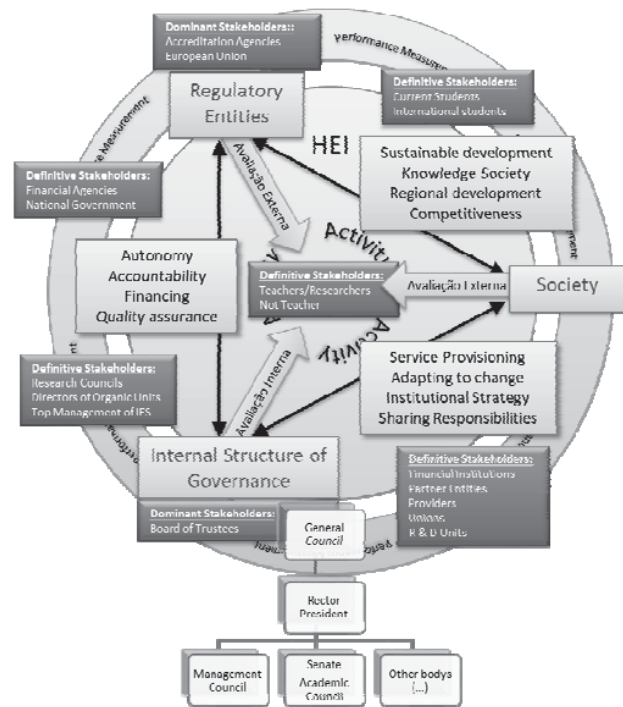 Dominant Stakeholders::
Accreditation Agencies
European Union
Performance Measurement
Regulatory
Entities
Definitive Stakeholders:
Current Students
International students
HEI
Sustainable development
Knowledge Society
Regional development
Competitiveness
Measurement
Definitive Stakeholders:
Financial Agencies
National Government
Avaliação Externa
Activity
Autonomy
Accountability
Financing
Quality assurance
Definitive Stakeholders:
Teachers/Researchers
Not Teacher
Avaliação Externa
Society
Activity
Definitive Stakeholders:
Research Councils
Directors of Organic Units
Top Management of IES
Avaliação Interna
Service Provisioning
Adapting to change
Institutional Strategy
Sharing Responsibilities
Internal Structure of
Governance
Definitive Stakeholders:
Financial Institutions
Partner Entities
Providers
Unions
R & D Units
Dominant Stakeholders:
Board of Trustees
General
Council
Rector
President
Management
Council
Senate
Academic
Council
Other bodys
(...)